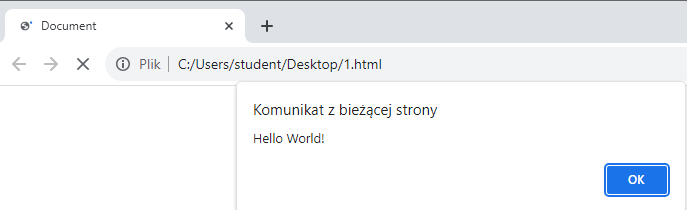 Document
Plik C:/Users/student/Desktop/1.html
Komunikat z bieżącej strony
Hello World!
OK